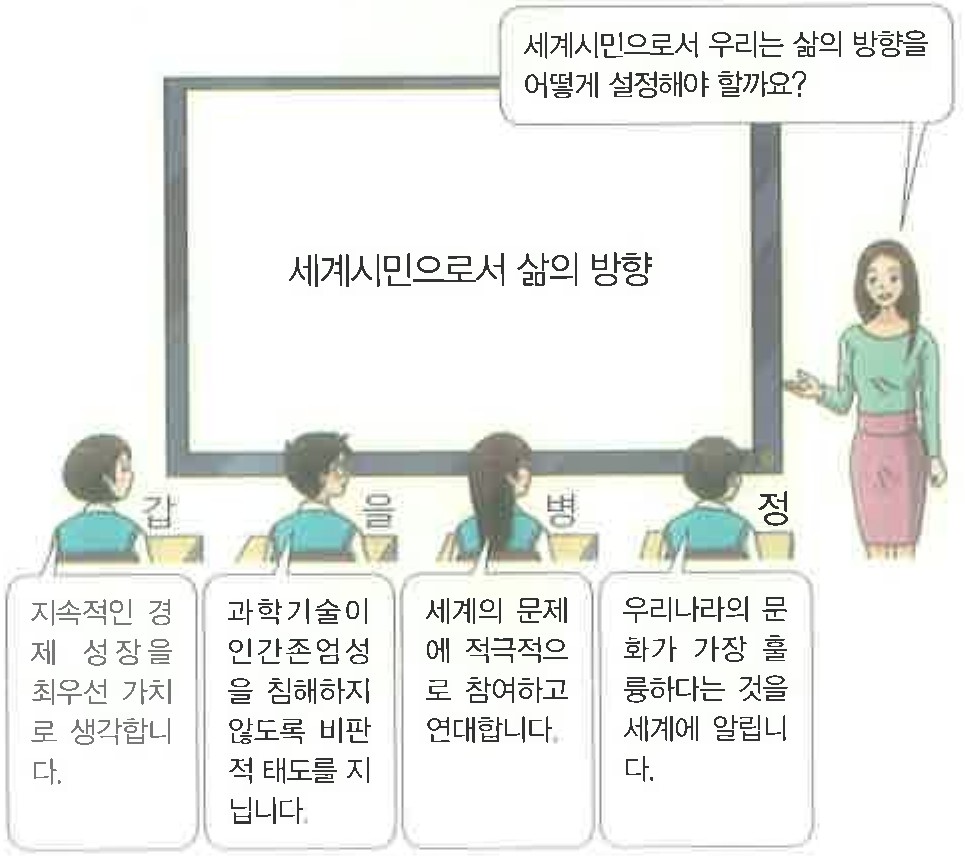 세계시민으로서 우리는 삶의 방향을
어떻게 설정해야 할까요?
세계시민으로서 삶의 방향
갑
을
병
정
지속적인 경
제 성장을
최우선 가치
로 생각합니
다.
과학기술이
인간존엄성
을 침해하지
않도록 비판
적 태도를 지
닙니다.
세계의 문제
에 적극적으
로 참여하고
연대합니다.
우리나라의 문
화가 가장 훌
륭하다는 것을
세계에 알립니
다.